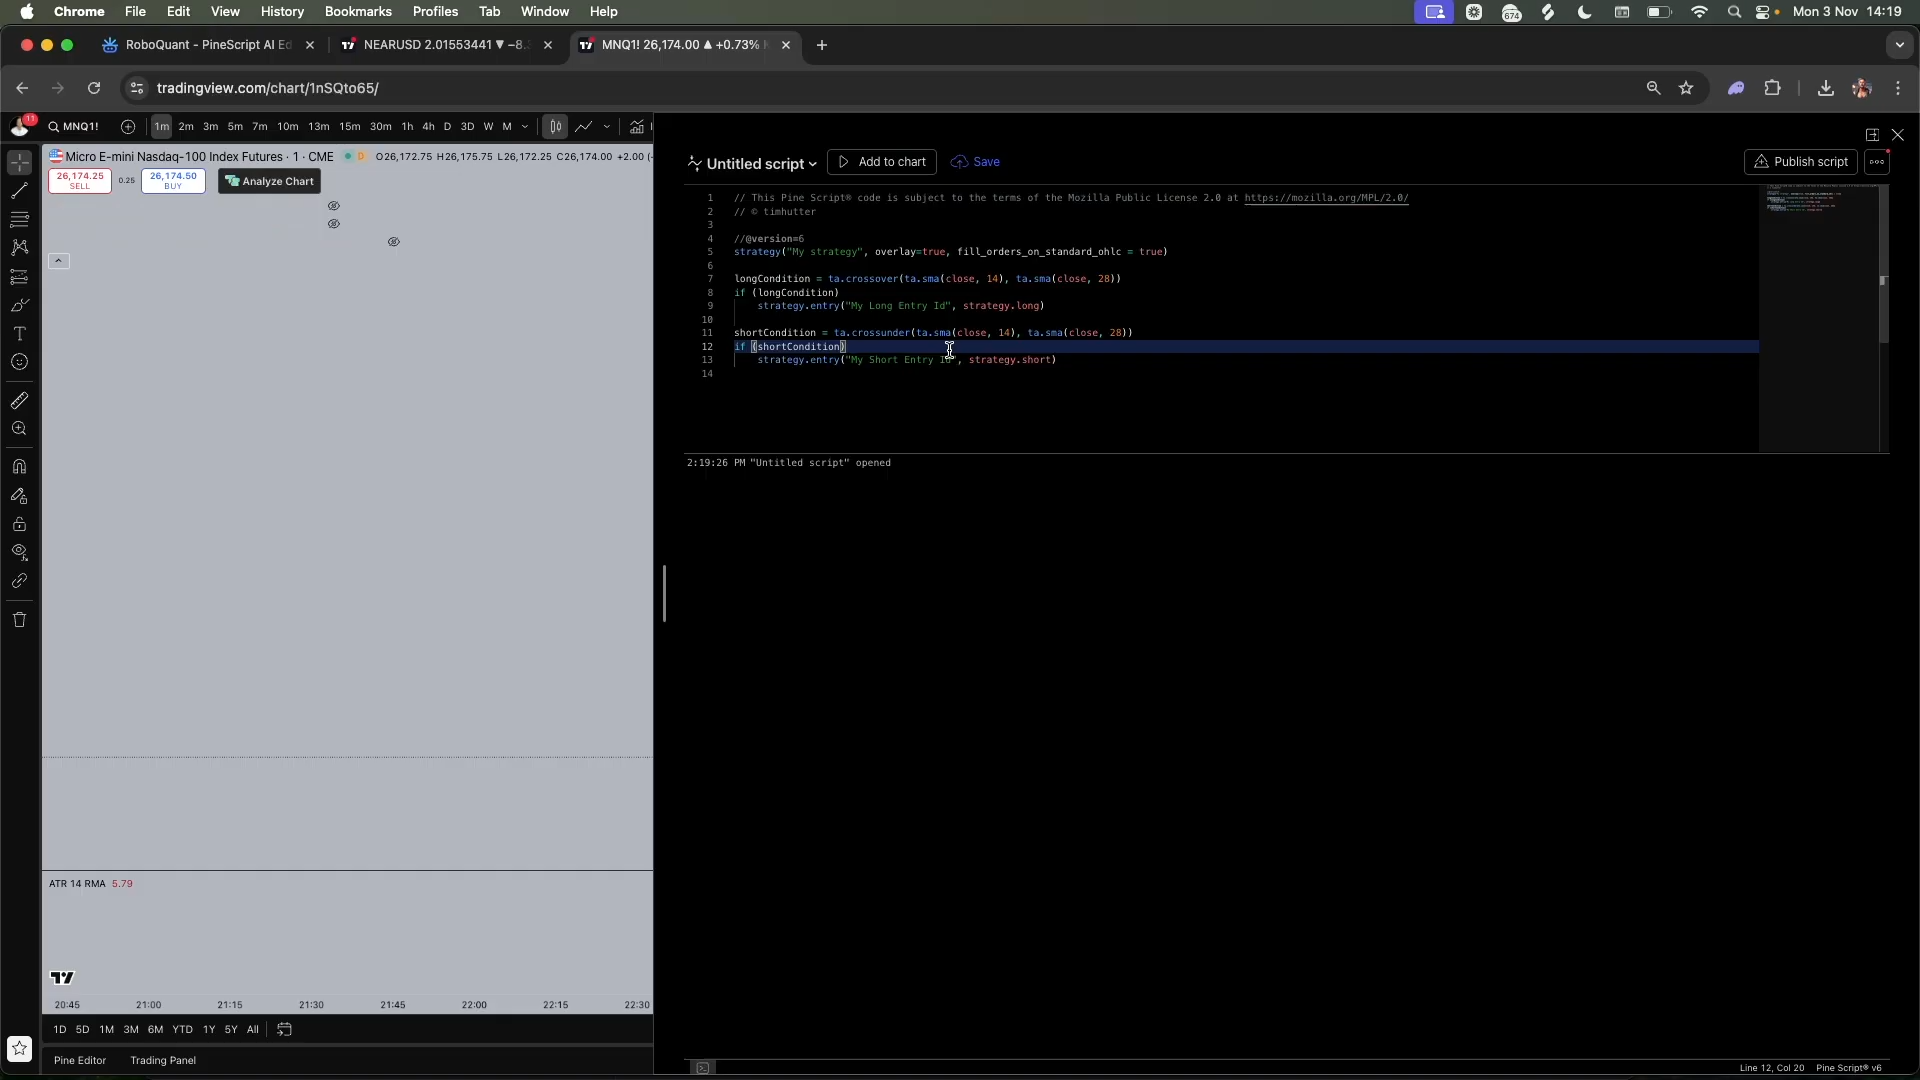 Chrome File Edit View History Bookmarks Profiles Tab Window Help 674 Mon 3 Nov 14:19
RoboQuant - PineScript AI Ed
NEARUSD 2.01553441 ▼ −8.
MNQ1! 26,174.00 ▲ +0.73%
tradingview.com/chart/1nSQto65/
11 MNQ1! 1m 2m 3m 5m 7m 10m 13m 15m 30m 1h 4h D 3D W M
Micro E-mini Nasdaq-100 Index Futures · 1 · CME D O26,172.75 H26,175.75 L26,172.25 C26,174.00 +2.00
26,174.25 SELL
0.25
26,174.50 BUY
Analyze Chart
Untitled script Add to chart Save Publish script
1 // This Pine Script® code is subject to the terms of the Mozilla Public License 2.0 at https://mozilla.org/MPL/2.0/
2 // © timhutter
3
4 //@version=6
5 strategy("My strategy", overlay=true, fill_orders_on_standard_ohlc = true)
6
7 longCondition = ta.crossover(ta.sma(close, 14), ta.sma(close, 28))
8 if (longCondition)
9 strategy.entry("My Long Entry Id", strategy.long)
10
11 shortCondition = ta.crossunder(ta.sma(close, 14), ta.sma(close, 28))
12 if (shortCondition)
13 strategy.entry("My Short Entry Id", strategy.short)
14
2:19:26 PM "Untitled script" opened
ATR 14 RMA 5.79
20:45 21:00 21:15 21:30 21:45 22:00 22:15 22:30
1D 5D 1M 3M 6M YTD 1Y 5Y All
Pine Editor Trading Panel
Line 12, Col 20 Pine Script® v6